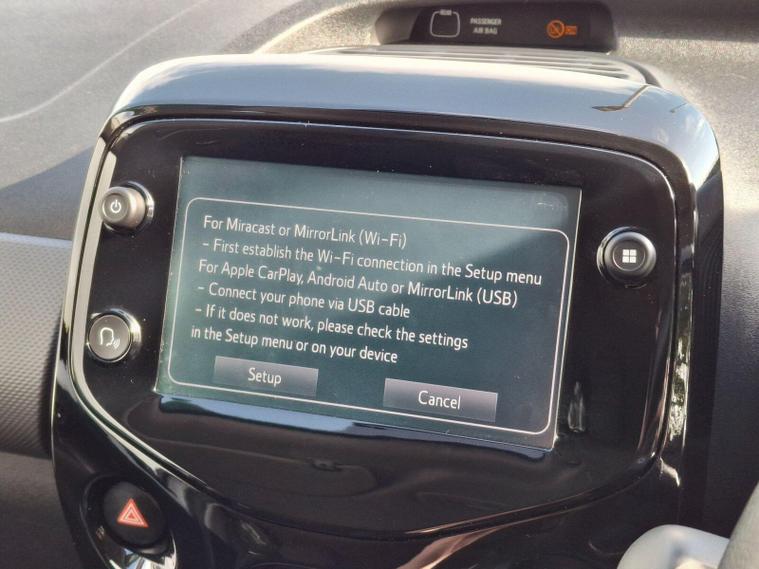 REAR
PASSENGER
AIR BAG
For Miracast or MirrorLink (Wi-Fi)
- First establish the Wi-Fi connection in the Setup menu
For Apple CarPlay, Android Auto or MirrorLink (USB)
- Connect your phone via USB cable
- If it does not work, please check the settings
in the Setup menu or on your device
Setup
Cancel